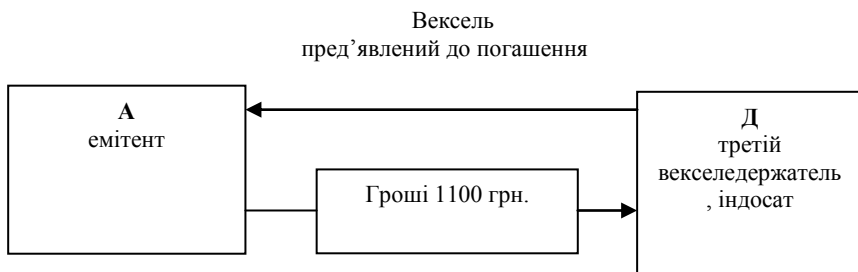 Вексель
пред’явлений до погашення
А
емітент
Гроші 1100 грн.
Д
третій
векселедержатель
, індосат